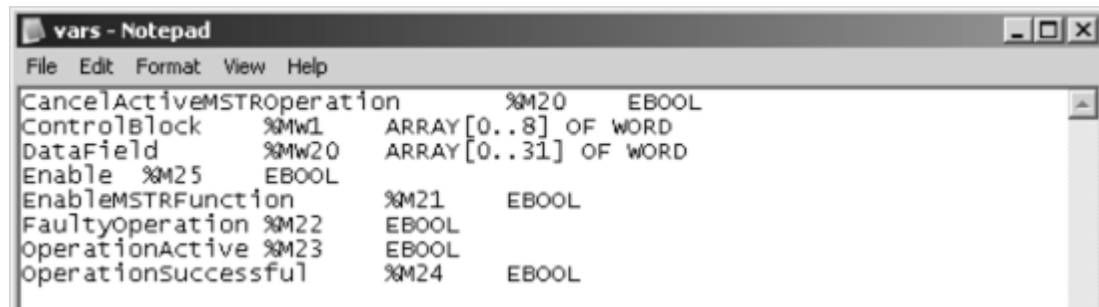 vars - Notepad
File Edit Format View Help
CancelActiveMSTROperation %M20 EBOOL
ControlBlock %MW1 ARRAY[0..8] OF WORD
DataField %MW20 ARRAY[0..31] OF WORD
Enable %M25 EBOOL
EnableMSTRFunction %M21 EBOOL
FaultyOperation %M22 EBOOL
OperationActive %M23 EBOOL
OperationSuccessful %M24 EBOOL